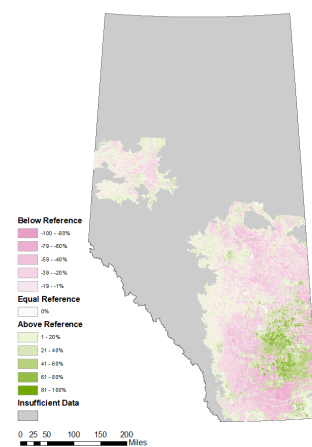 Below Reference
-100 - -80%
-79 - -60%
-59 - -40%
-39 - -20%
-19 - -1%
Equal Reference
0%
Above Reference
1 - 20%
21 - 40%
41 - 60%
61 - 80%
81 - 100%
Insufficient Data
0 25 50 100 150 200
Miles